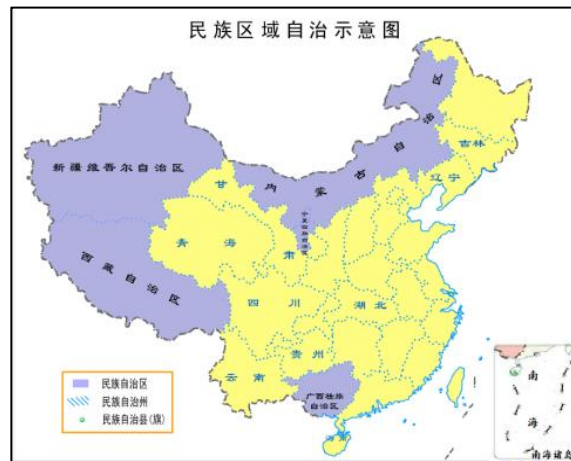 民族区域自治示意图
新疆维吾尔自治区
内蒙古自治区
吉林
辽宁
甘肃
宁夏回族自治区
青海
西藏自治区
四川
湖北
贵州
云南
广西壮族
自治区
海南
民族自治区
民族自治州
民族自治县(旗)
南海
南海诸岛